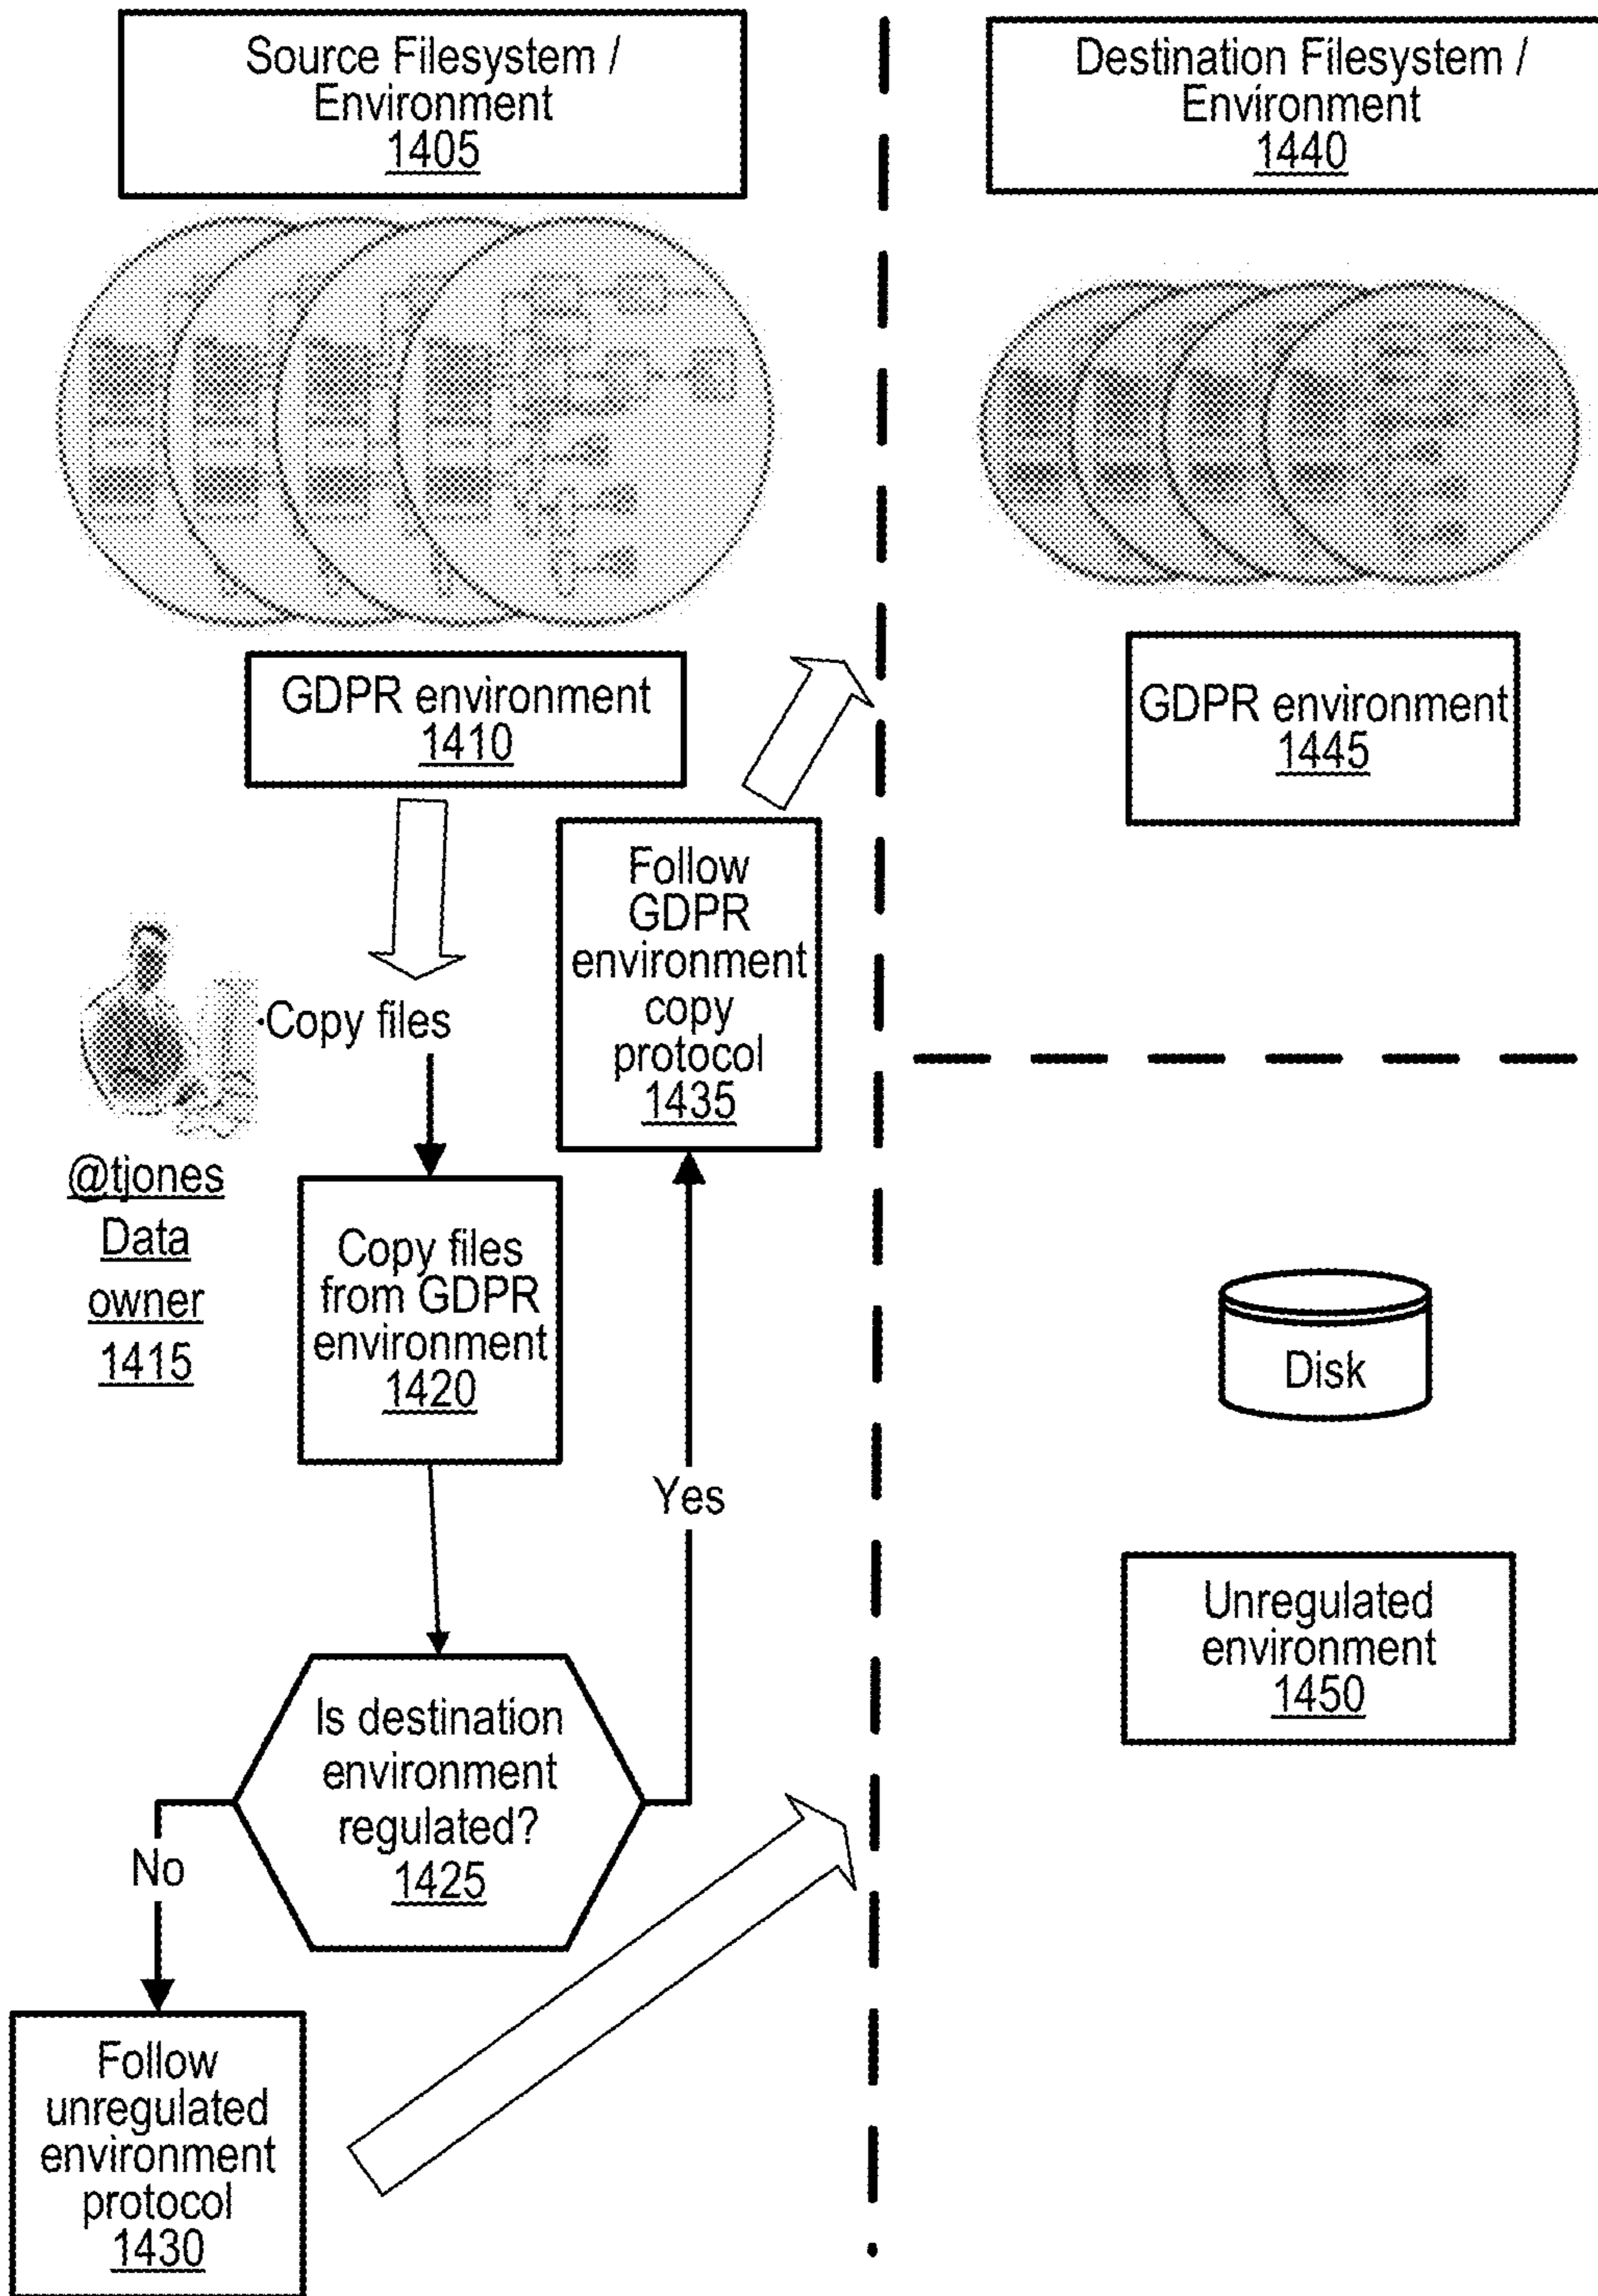 Source Filesystem /
Environment
1405
Destination Filesystem /
Environment
1440
GDPR environment
1410
GDPR environment
1445
Follow
GDPR
environment
copy
protocol
1435
Copy files
@tjones
Data
owner
1415
Copy files
from GDPR
environment
1420
Disk
Yes
Unregulated
environment
1450
Is destination
environment
regulated?
1425
No
Follow
unregulated
environment
protocol
1430